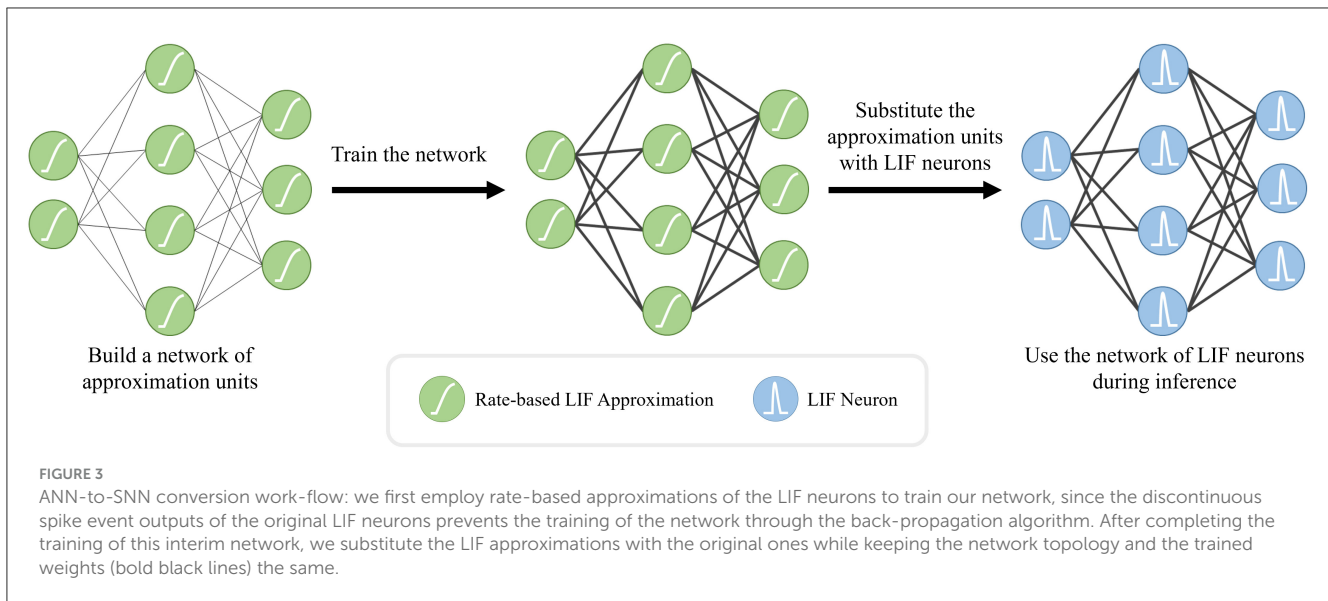 Train the network
Substitute the
approximation units
with LIF neurons
Build a network of
approximation units
Use the network of LIF neurons
during inference
Rate-based LIF Approximation
LIF Neuron
FIGURE 3
ANN-to-SNN conversion work-flow: we first employ rate-based approximations of the LIF neurons to train our network, since the discontinuous
spike event outputs of the original LIF neurons prevents the training of the network through the back-propagation algorithm. After completing the
training of this interim network, we substitute the LIF approximations with the original ones while keeping the network topology and the trained
weights (bold black lines) the same.